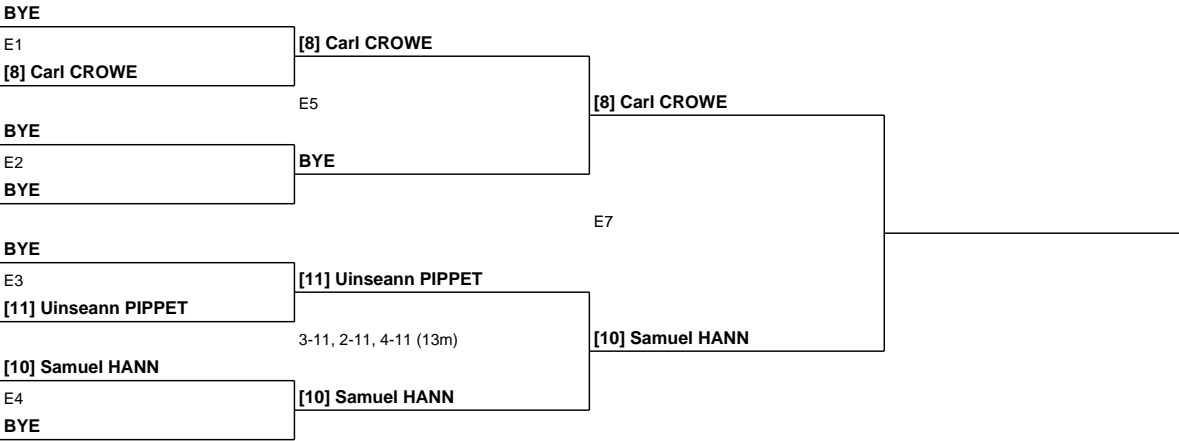 BYE
E1
[8] Carl CROWE
[8] Carl CROWE
E5
[8] Carl CROWE
BYE
E2
BYE
BYE
E7
BYE
E3
[11] Uinseann PIPPET
[11] Uinseann PIPPET
3-11, 2-11, 4-11 (13m)
[10] Samuel HANN
[10] Samuel HANN
E4
[10] Samuel HANN
BYE